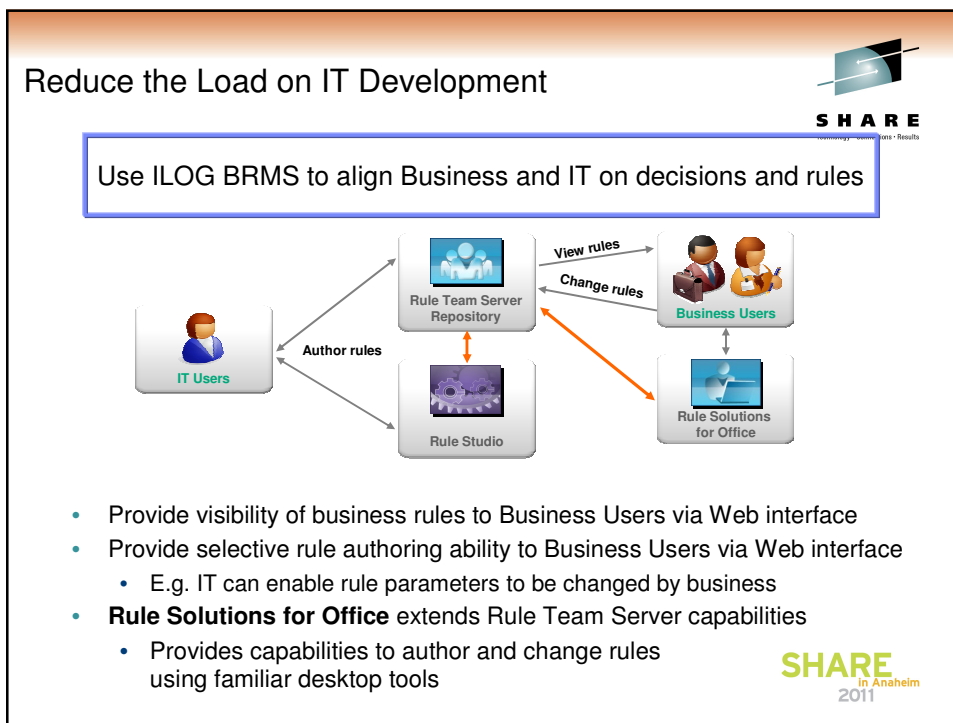 Reduce the Load on IT Development
SHARE
Use ILOG BRMS to align Business and IT on decisions and rules
View rules
Change rules
Rule Team Server
Repository
Business Users
Author rules
IT Users
Rule Studio
Rule Solutions
for Office
• Provide visibility of business rules to Business Users via Web interface
• Provide selective rule authoring ability to Business Users via Web interface
• E.g. IT can enable rule parameters to be changed by business
• Rule Solutions for Office extends Rule Team Server capabilities
• Provides capabilities to author and change rules
using familiar desktop tools
SHARE
in Anaheim
2011